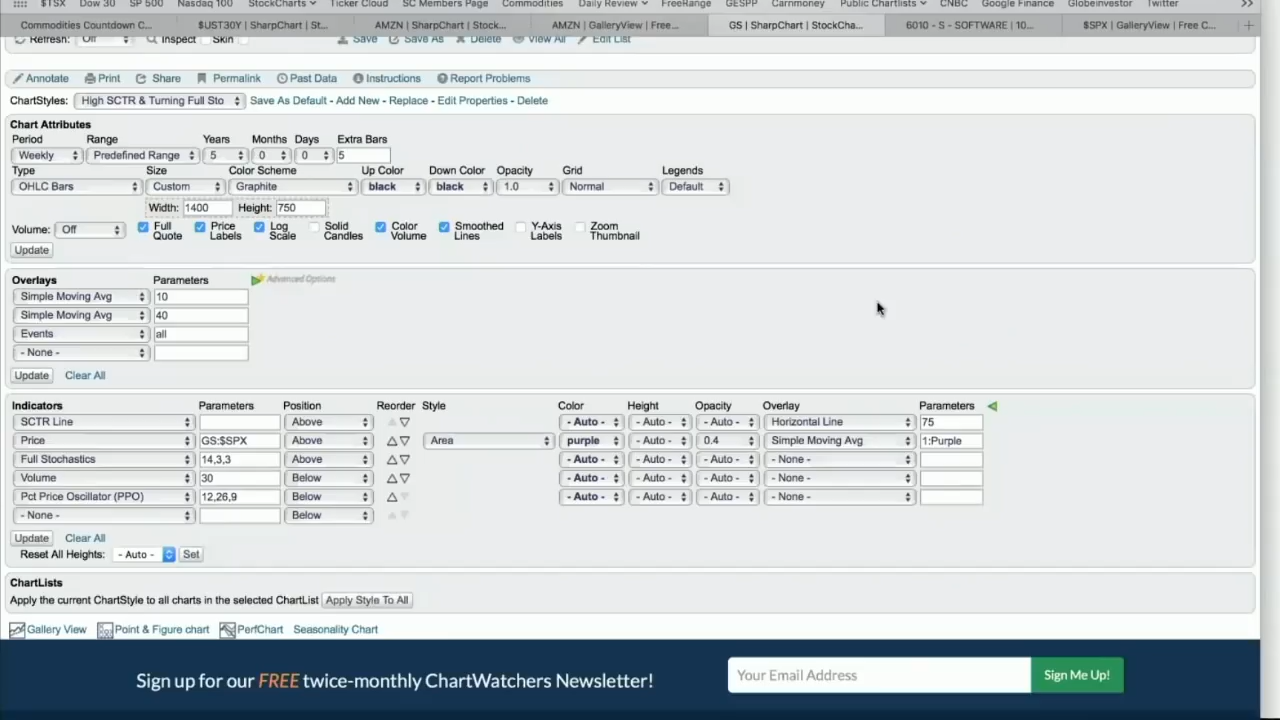 $TSX Dow 30 SP 500 Nasdaq 100 StockCharts Ticker Cloud SC Members Page Commodities Daily Review FreeRange GESPP Carnmoney Public Chartlists CNBC Google Finance Globeinvestor Twitter
Commodities Countdown C... $UST30Y | SharpChart | St... AMZN | SharpChart | Stock... AMZN | GalleryView | Free... GS | SharpChart | StockCha... 6010 - S - SOFTWARE | 10... $SPX | GalleryView | Free C...
Refresh: Off Inspect Skin Save Save As Delete View All Edit List
Annotate Print Share Permalink Past Data Instructions Report Problems
ChartStyles: High SCTR & Turning Full Sto Save As Default - Add New - Replace - Edit Properties - Delete
Chart Attributes
Period Range Years Months Days Extra Bars
Weekly Predefined Range 5 0 0 5
Type Size Color Scheme Up Color Down Color Opacity Grid Legends
OHLC Bars Custom Graphite black black 1.0 Normal Default
Width: 1400 Height: 750
Volume: Off Full Quote Price Labels Log Scale Solid Candles Color Volume Smoothed Lines Y-Axis Labels Zoom Thumbnail
Update
Overlays Parameters Advanced Options
Simple Moving Avg 10
Simple Moving Avg 40
Events all
- None -
Update Clear All
Indicators Parameters Position Reorder Style Color Height Opacity Overlay Parameters
SCTR Line Above - Auto - - Auto - - Auto - Horizontal Line 75
Price GS:$SPX Above Area purple - Auto - 0.4 Simple Moving Avg 1:Purple
Full Stochastics 14,3,3 Above - Auto - - Auto - - Auto - - None -
Volume 30 Below - Auto - - Auto - - Auto - - None -
Pct Price Oscillator (PPO) 12,26,9 Below - Auto - - Auto - - Auto - - None -
- None - Below
Update Clear All
Reset All Heights: - Auto - Set
ChartLists
Apply the current ChartStyle to all charts in the selected ChartList Apply Style To All
Gallery View Point & Figure chart PerfChart Seasonality Chart
Sign up for our FREE twice-monthly ChartWatchers Newsletter! Your Email Address Sign Me Up!